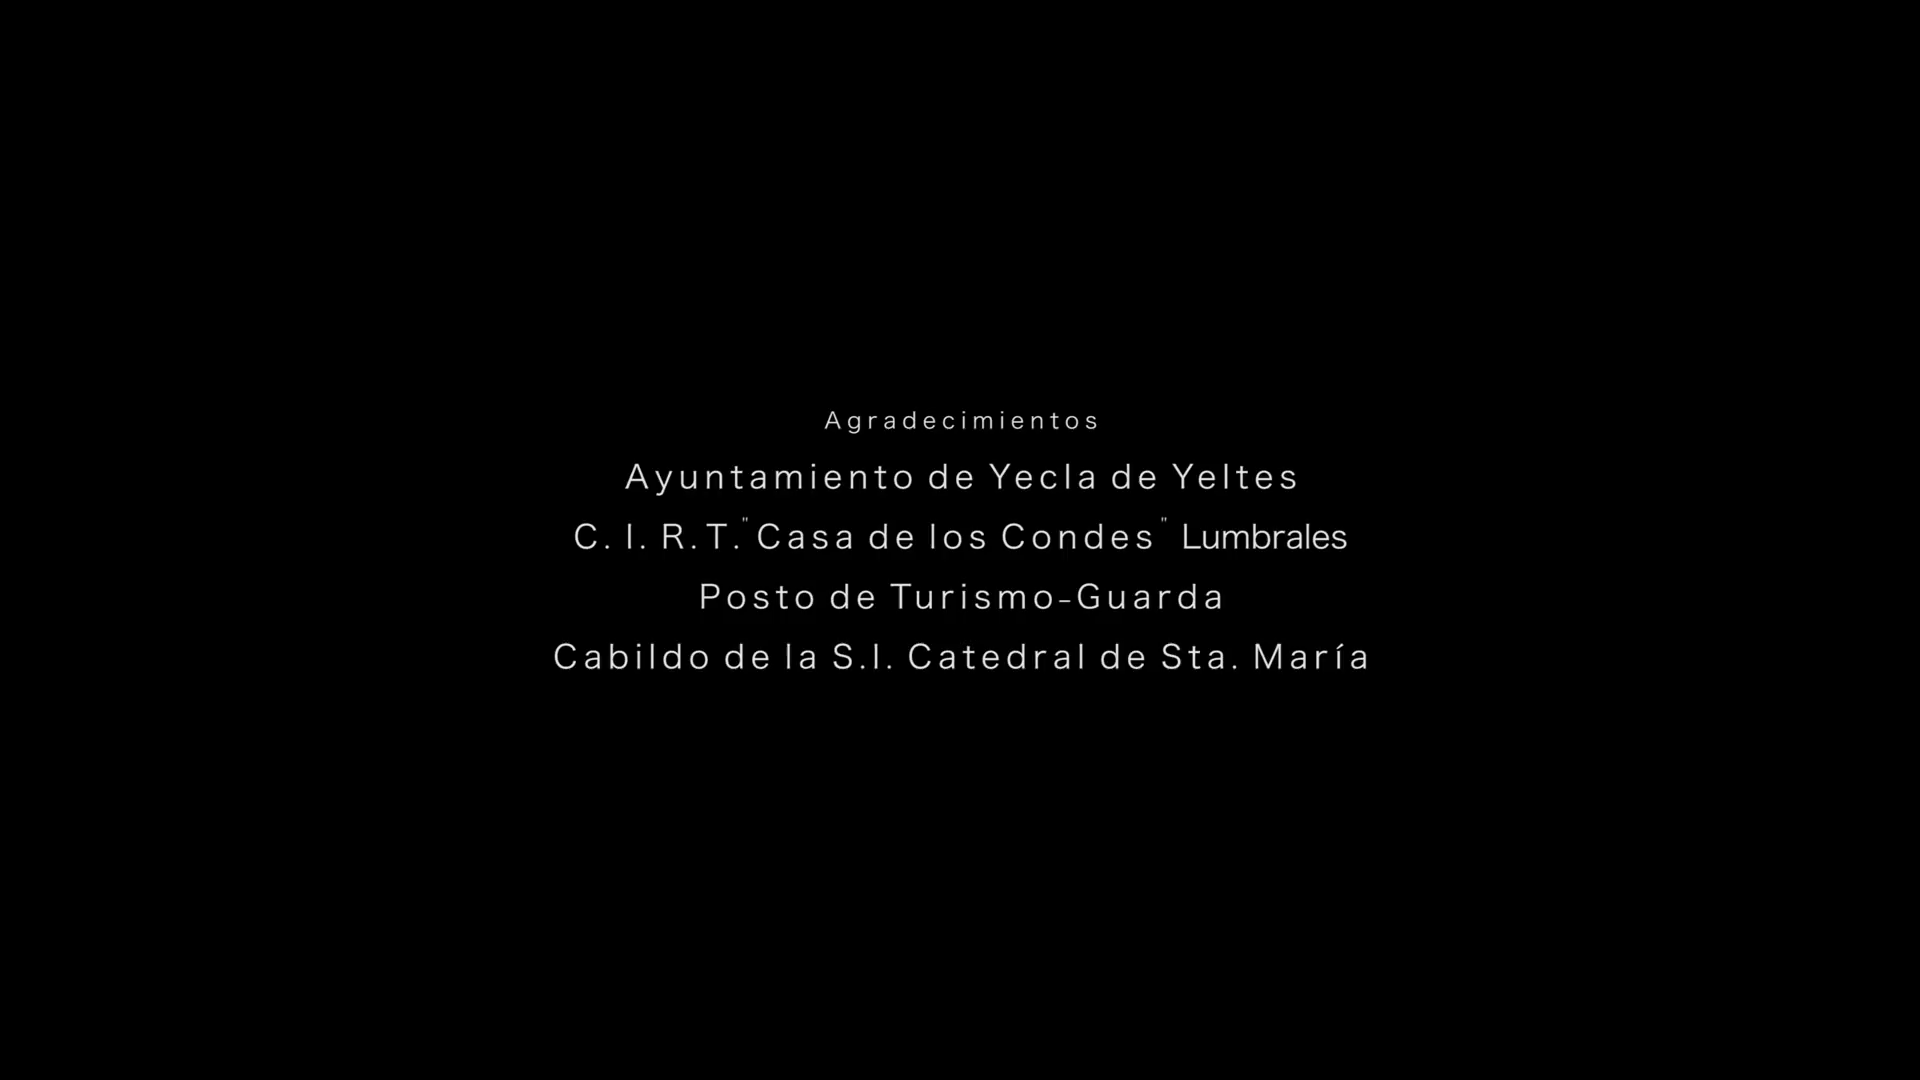 Agradecimientos
Ayuntamiento de Yecla de Yeltes
C. I. R.T."Casa de los Condes" Lumbrales
Posto de Turismo-Guarda
Cabildo de la S.I. Catedral de Sta. María